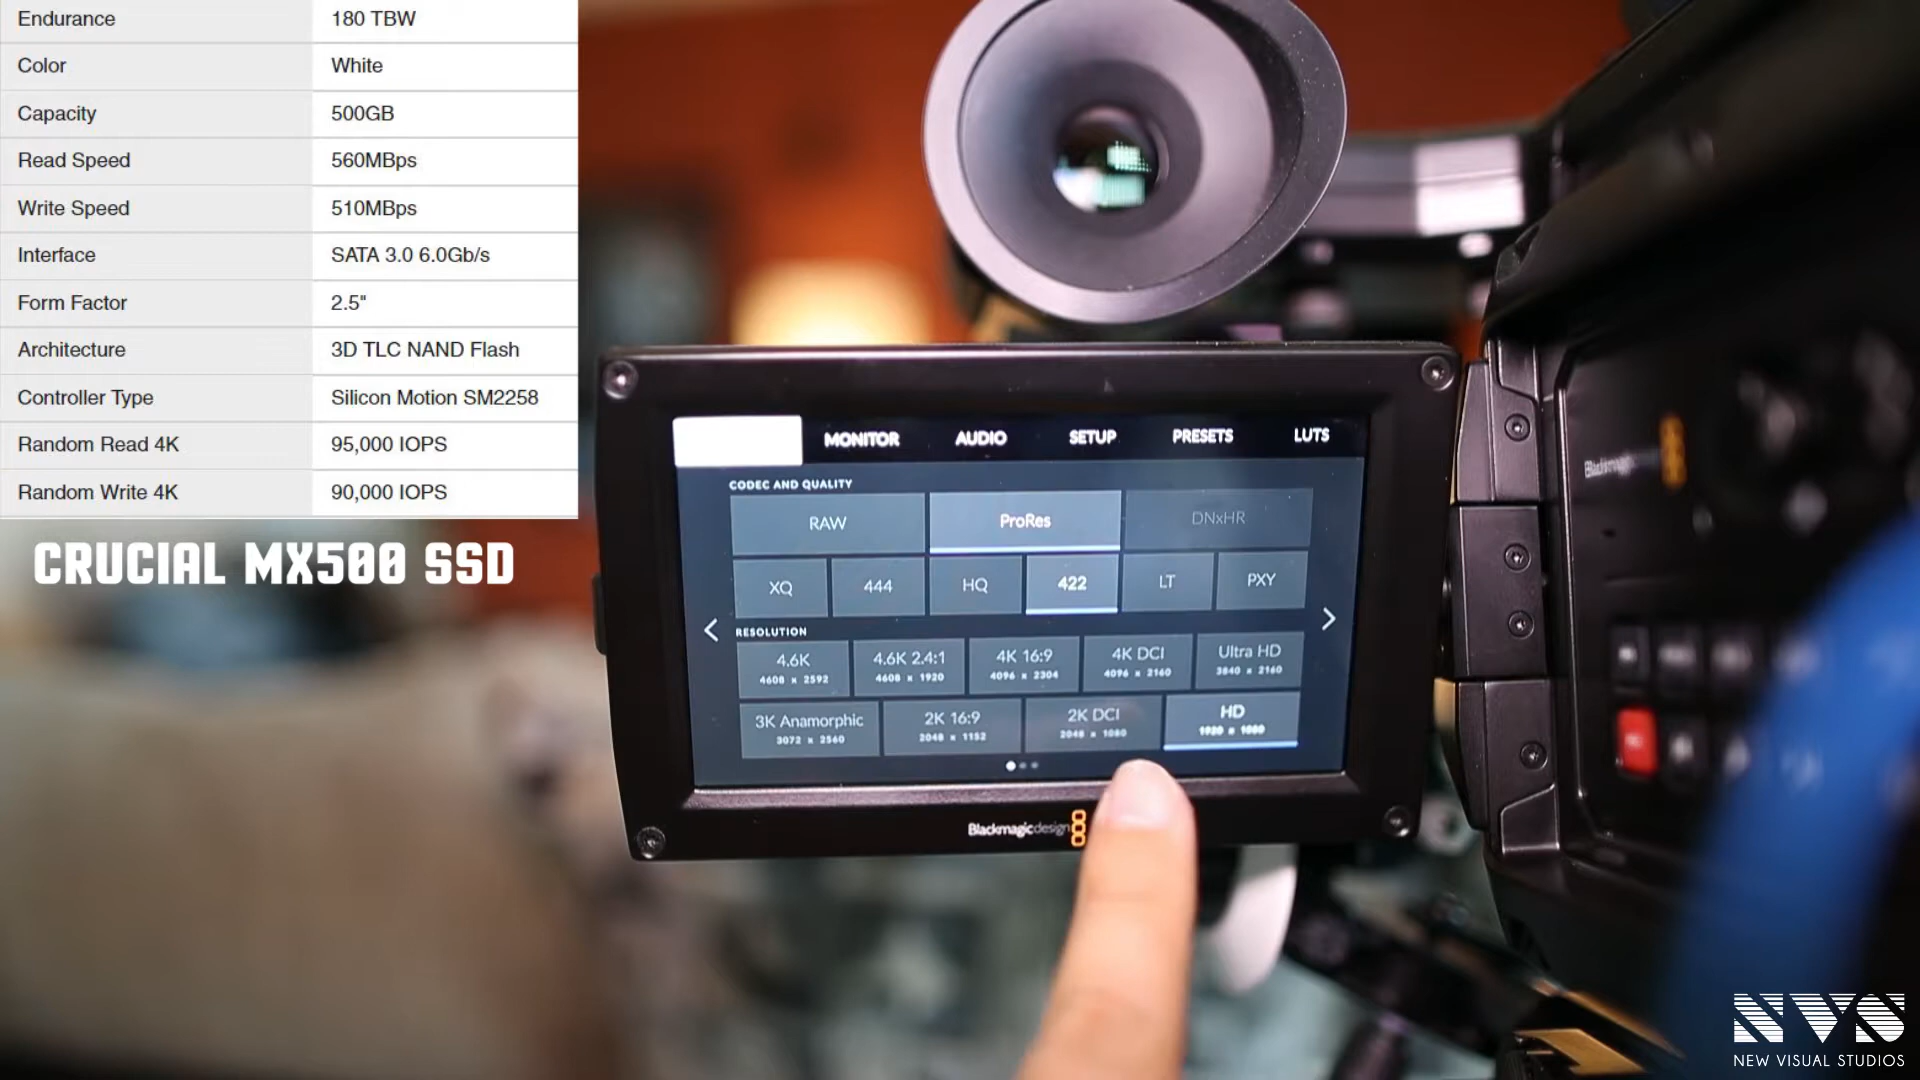 Endurance 180 TBW
Color White
Capacity 500GB
Read Speed 560MBps
Write Speed 510MBps
Interface SATA 3.0 6.0Gb/s
Form Factor 2.5"
Architecture 3D TLC NAND Flash
Controller Type Silicon Motion SM2258
Random Read 4K 95,000 IOPS
Random Write 4K 90,000 IOPS
CRUCIAL MX500 SSD
MONITOR AUDIO SETUP PRESETS LUTS
CODEC AND QUALITY
RAW ProRes DNxHR
XQ 444 HQ 422 LT PXY
RESOLUTION
4.6K 4.6K 2.4:1 4K 16:9 4K DCI Ultra HD
4608 x 2592 4608 x 1920 4096 x 2304 4096 x 2160 3840 x 2160
3K Anamorphic 2K 16:9 2K DCI HD
3072 x 2560 2048 x 1152 2048 x 1080 1920 x 1080
Blackmagicdesign
Blackmagic
NVS
NEW VISUAL STUDIOS